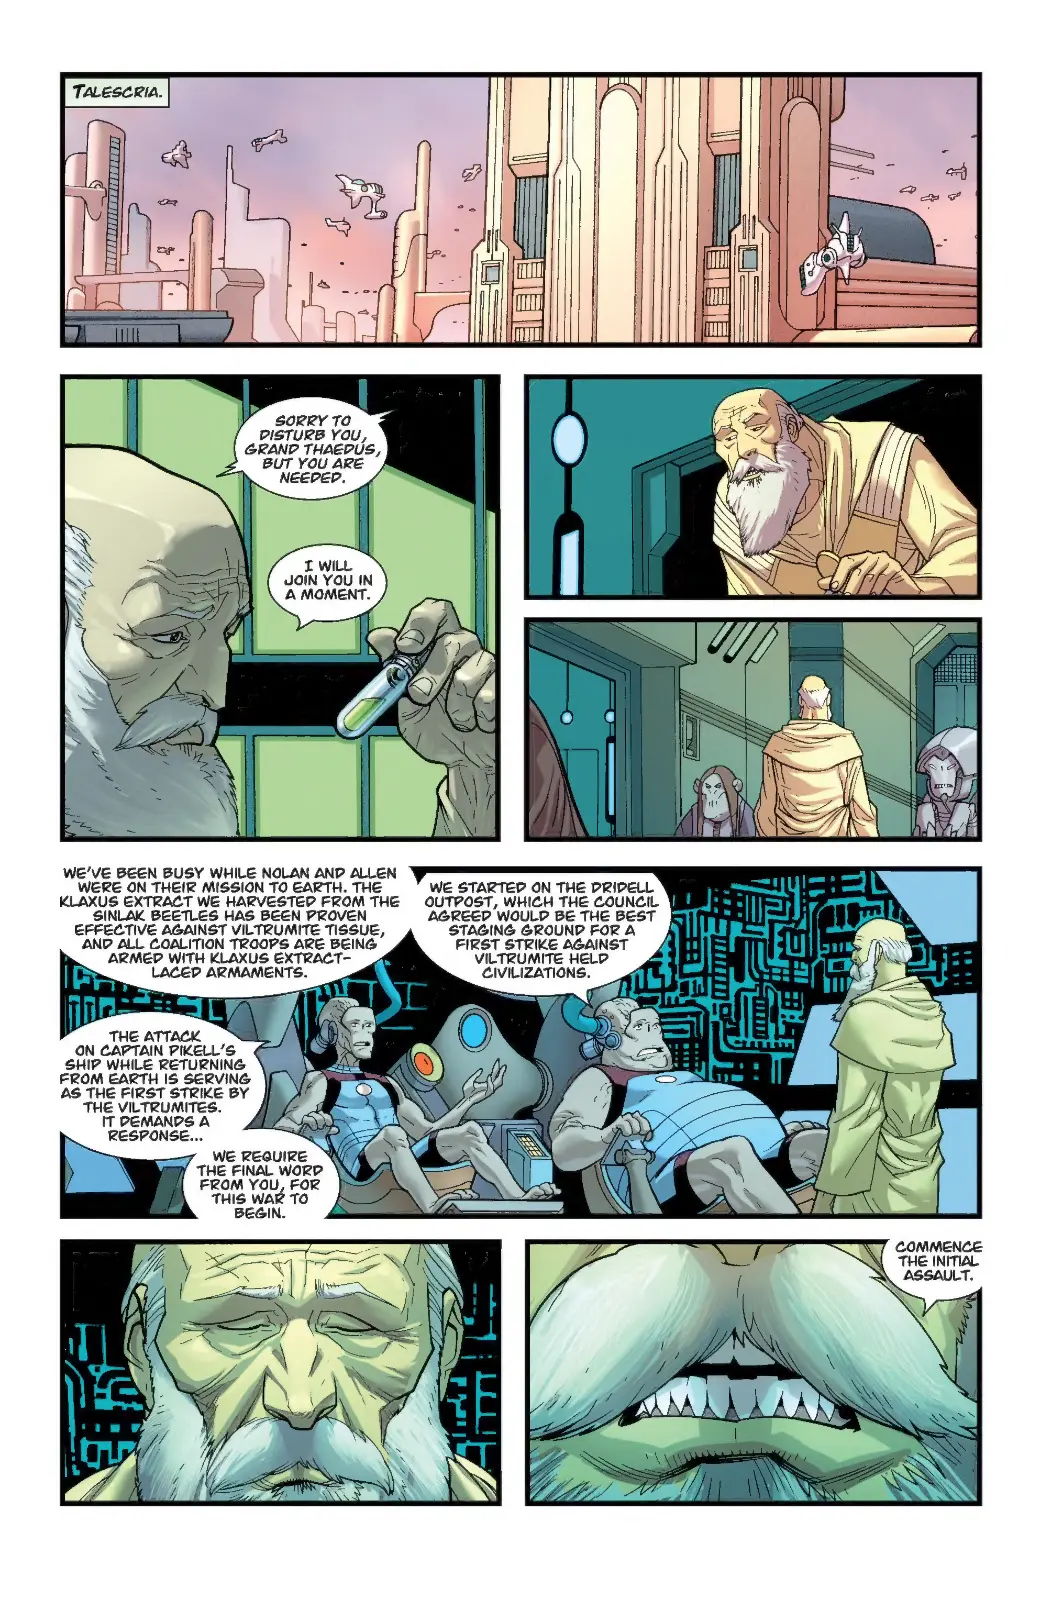 TALESCRIA.
SORRY TO
DISTURB YOU,
GRAND THAEDUS,
BUT YOU ARE
NEEDED.
I WILL
JOIN YOU IN
A MOMENT.
WE'VE BEEN BUSY WHILE NOLAN AND ALLEN
WERE ON THEIR MISSION TO EARTH. THE
KLAXUS EXTRACT WE HARVESTED FROM THE
SINLAK BEETLES HAS BEEN PROVEN
EFFECTIVE AGAINST VILTRUMITE TISSUE,
AND ALL COALITION TROOPS ARE BEING
ARMED WITH KLAXUS EXTRACT-
LACED ARMAMENTS.
WE STARTED ON THE DRIDELL
OUTPOST, WHICH THE COUNCIL
AGREED WOULD BE THE BEST
STAGING GROUND FOR A
FIRST STRIKE AGAINST
VILTRUMITE HELD
CIVILIZATIONS.
THE ATTACK
ON CAPTAIN PIKELL'S
SHIP WHILE RETURNING
FROM EARTH IS SERVING
AS THE FIRST STRIKE BY
THE VILTRUMITES.
IT DEMANDS A
RESPONSE...
WE REQUIRE
THE FINAL WORD
FROM YOU, FOR
THIS WAR TO
BEGIN.
COMMENCE
THE INITIAL
ASSAULT.